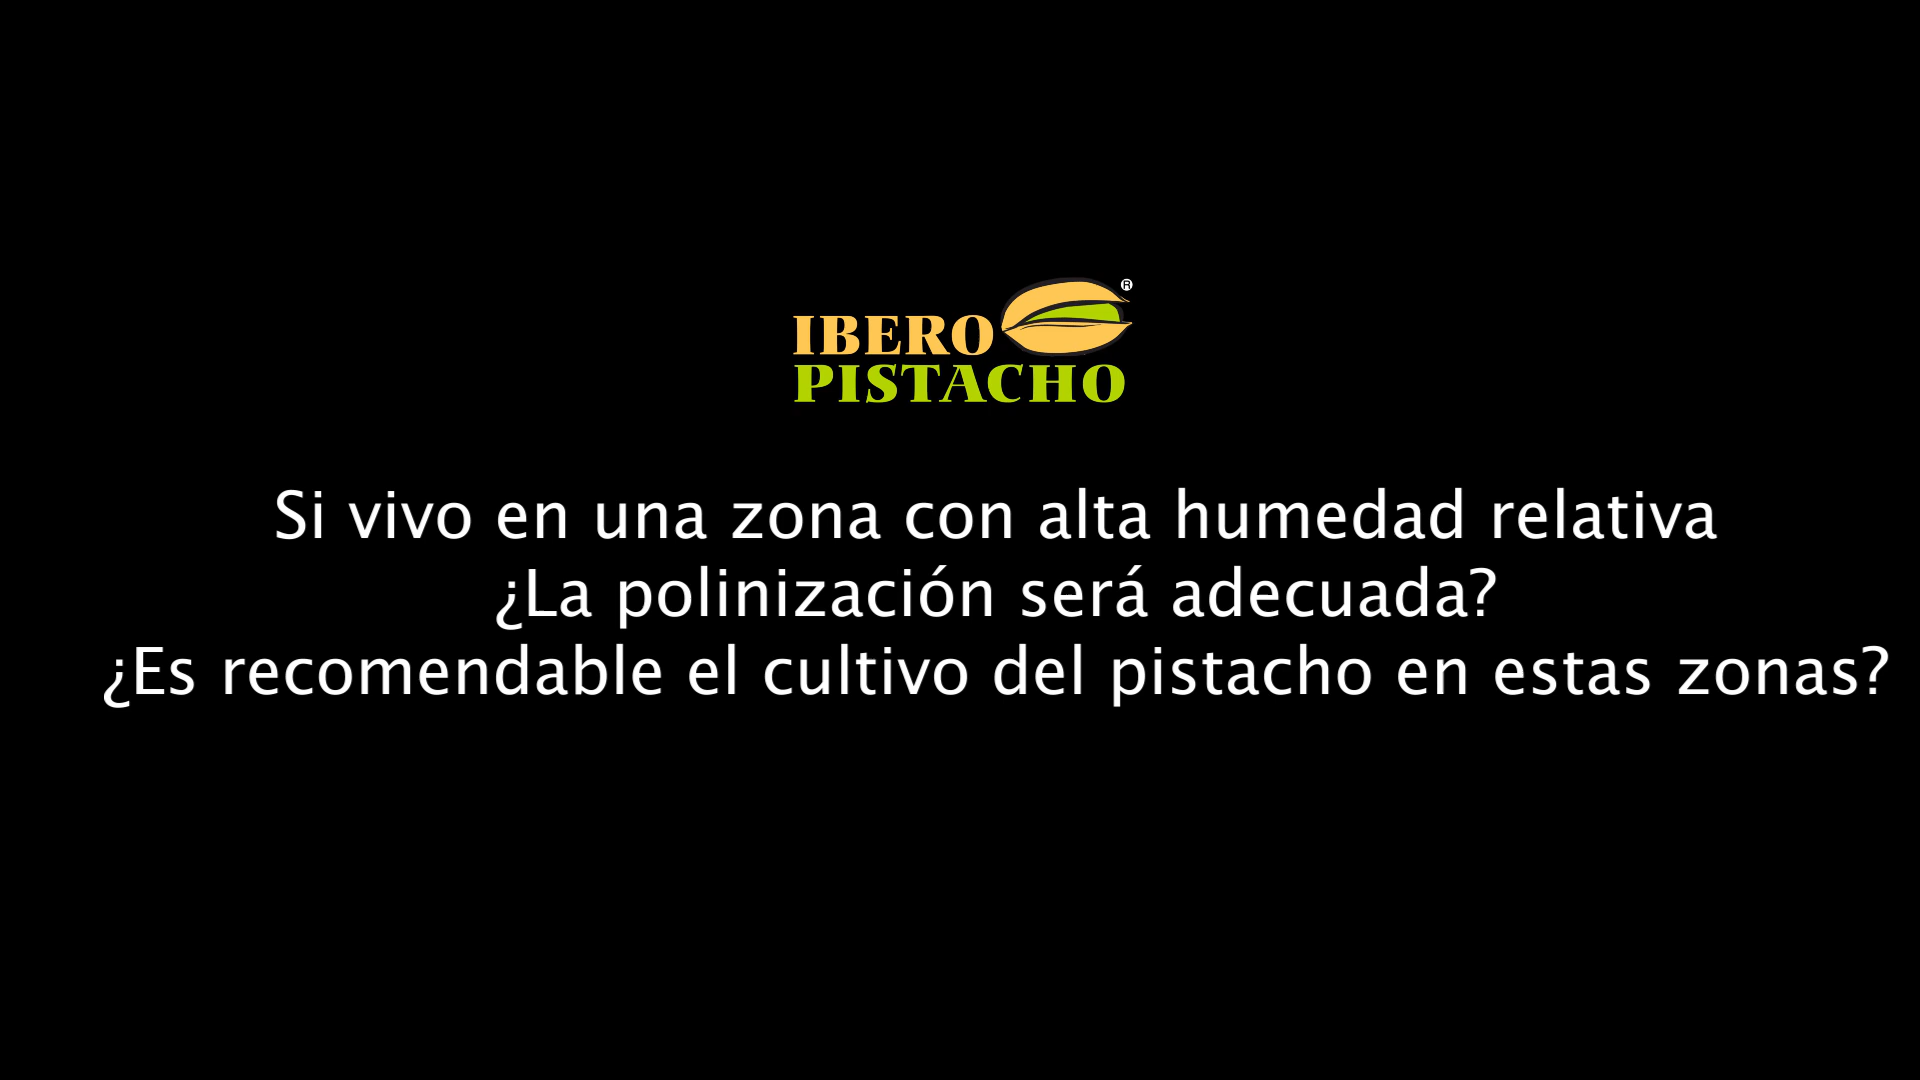 IBERO
PISTACHO
®
Si vivo en una zona con alta humedad relativa
¿La polinización será adecuada?
¿Es recomendable el cultivo del pistacho en estas zonas?